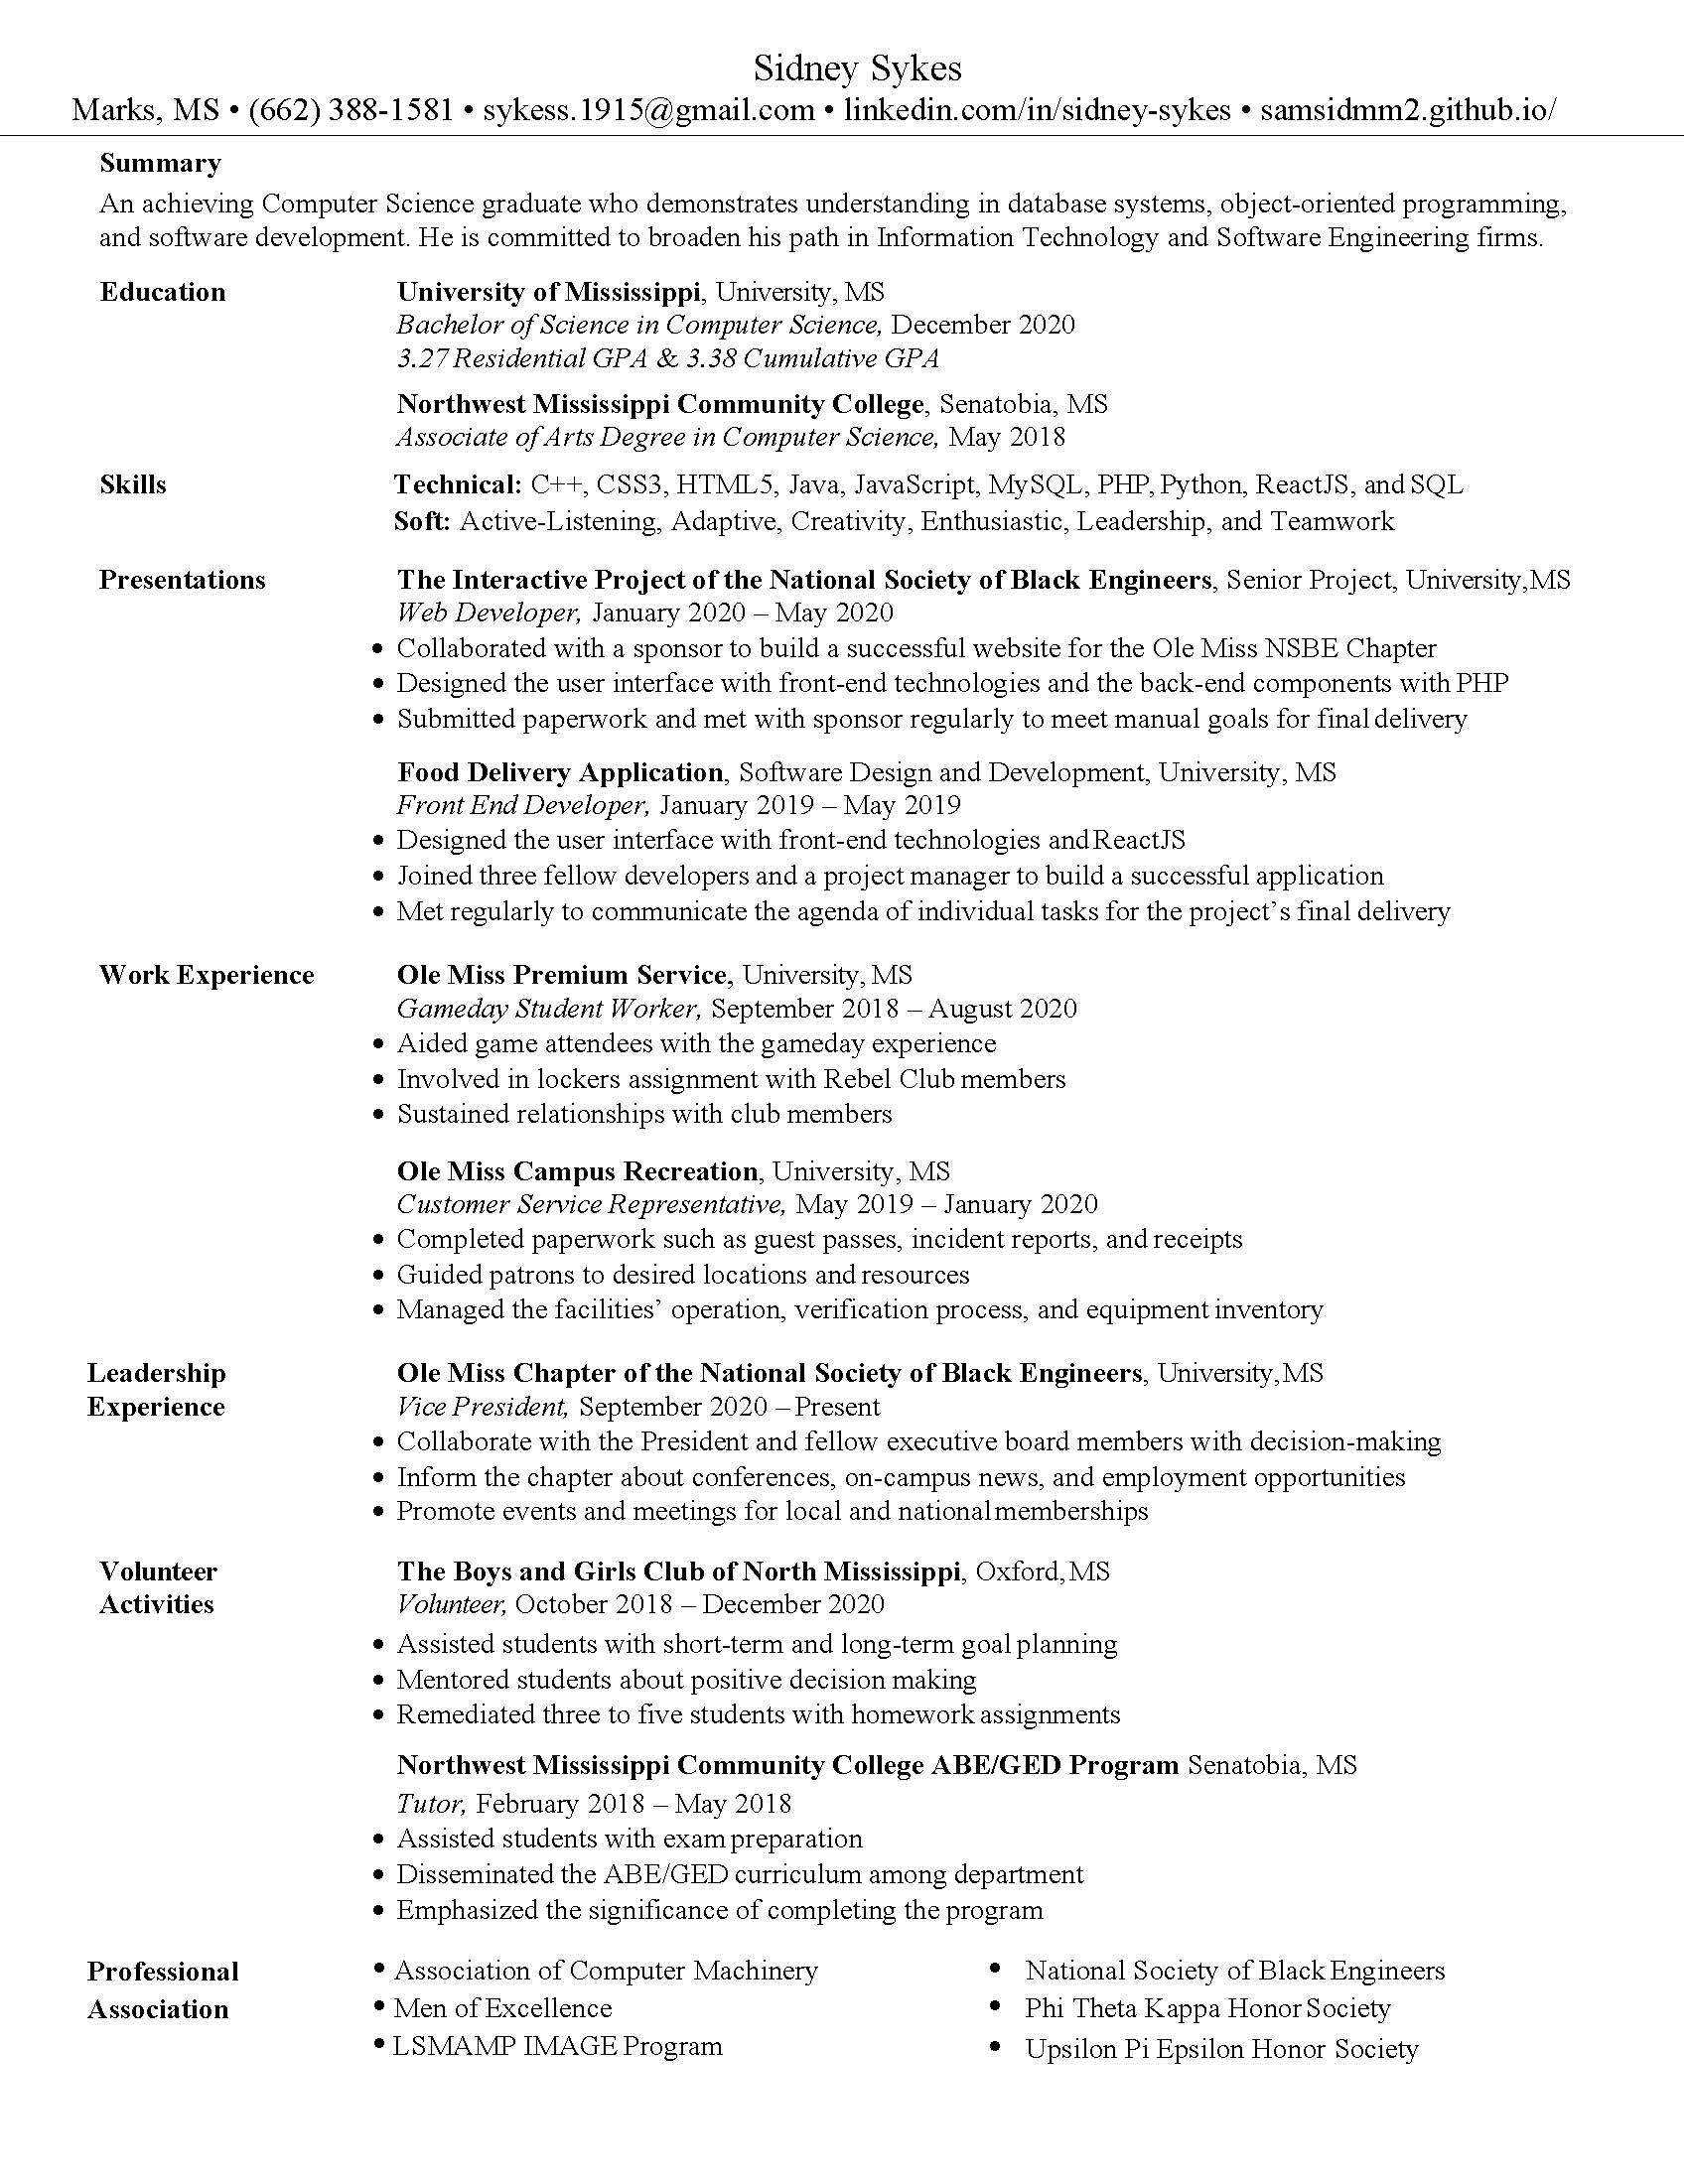 Sidney Sykes
Marks, MS • (662) 388-1581 • sykess.1915@gmail.com • linkedin.com/in/sidney-sykes • samsidmm2.github.io/
Summary
An achieving Computer Science graduate who demonstrates understanding in database systems, object-oriented programming,
and software development. He is committed to broaden his path in Information Technology and Software Engineering firms.
Education
University of Mississippi, University, MS
Bachelor of Science in Computer Science, December 2020
3.27 Residential GPA & 3.38 Cumulative GPA
Northwest Mississippi Community College, Senatobia, MS
Associate of Arts Degree in Computer Science, May 2018
Skills
Technical: C++, CSS3, HTML5, Java, JavaScript, MySQL, PHP, Python, ReactJS, and SQL
Soft: Active-Listening, Adaptive, Creativity, Enthusiastic, Leadership, and Teamwork
Presentations
The Interactive Project of the National Society of Black Engineers, Senior Project, University, MS
Web Developer, January 2020 – May 2020
• Collaborated with a sponsor to build a successful website for the Ole Miss NSBE Chapter
• Designed the user interface with front-end technologies and the back-end components with PHP
• Submitted paperwork and met with sponsor regularly to meet manual goals for final delivery
Food Delivery Application, Software Design and Development, University, MS
Front End Developer, January 2019 – May 2019
• Designed the user interface with front-end technologies and ReactJS
• Joined three fellow developers and a project manager to build a successful application
• Met regularly to communicate the agenda of individual tasks for the project's final delivery
Work Experience
Ole Miss Premium Service, University, MS
Gameday Student Worker, September 2018 – August 2020
• Aided game attendees with the gameday experience
• Involved in lockers assignment with Rebel Club members
• Sustained relationships with club members
Ole Miss Campus Recreation, University, MS
Customer Service Representative, May 2019 – January 2020
• Completed paperwork such as guest passes, incident reports, and receipts
• Guided patrons to desired locations and resources
• Managed the facilities' operation, verification process, and equipment inventory
Leadership
Experience
Ole Miss Chapter of the National Society of Black Engineers, University, MS
Vice President, September 2020 – Present
• Collaborate with the President and fellow executive board members with decision-making
• Inform the chapter about conferences, on-campus news, and employment opportunities
• Promote events and meetings for local and national memberships
Volunteer
Activities
The Boys and Girls Club of North Mississippi, Oxford, MS
Volunteer, October 2018 – December 2020
• Assisted students with short-term and long-term goal planning
• Mentored students about positive decision making
• Remediated three to five students with homework assignments
Northwest Mississippi Community College ABE/GED Program Senatobia, MS
Tutor, February 2018 – May 2018
• Assisted students with exam preparation
• Disseminated the ABE/GED curriculum among department
• Emphasized the significance of completing the program
Professional
Association
• Association of Computer Machinery
• Men of Excellence
• LSMAMP IMAGE Program
• National Society of Black Engineers
• Phi Theta Kappa Honor Society
• Upsilon Pi Epsilon Honor Society